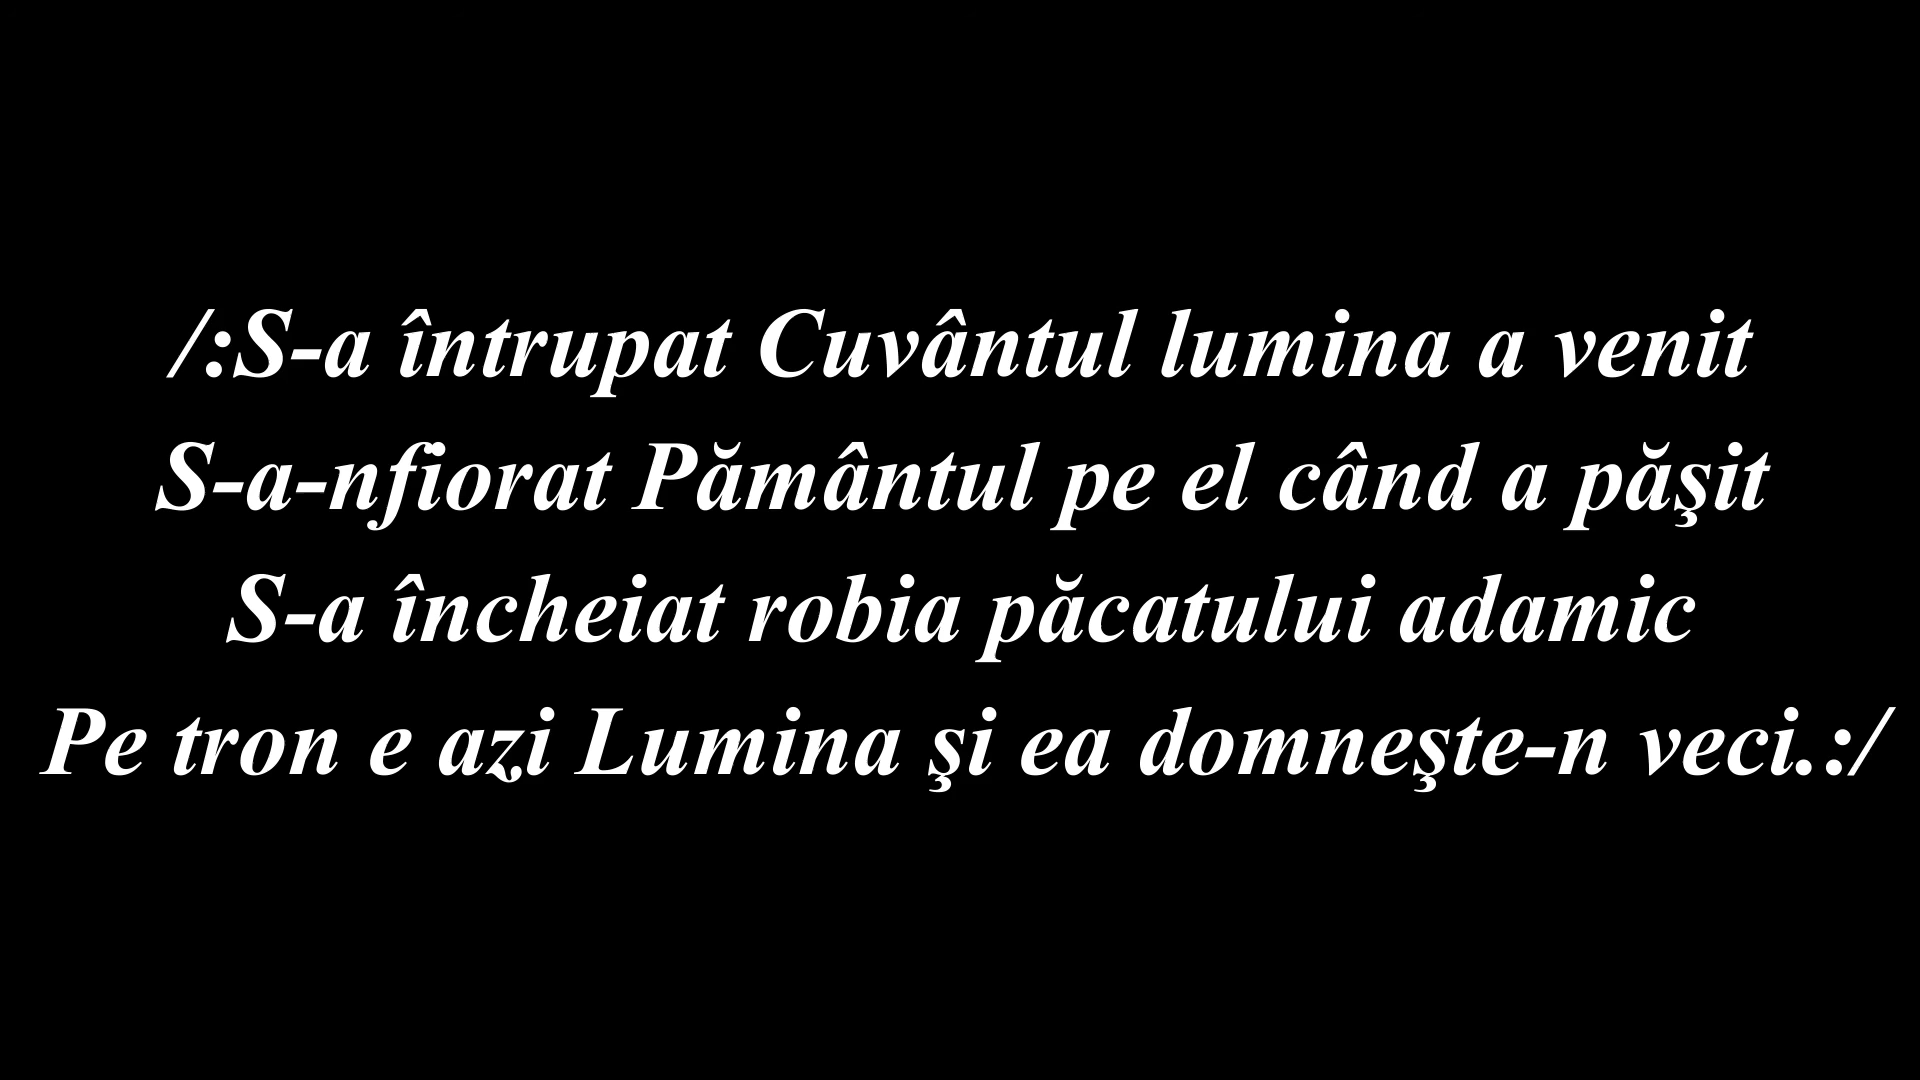 /:S-a întrupat Cuvântul lumina a venit
S-a-nfiorat Pământul pe el când a păşit
S-a încheiat robia păcatului adamic
Pe tron e azi Lumina şi ea domneşte-n veci.:/